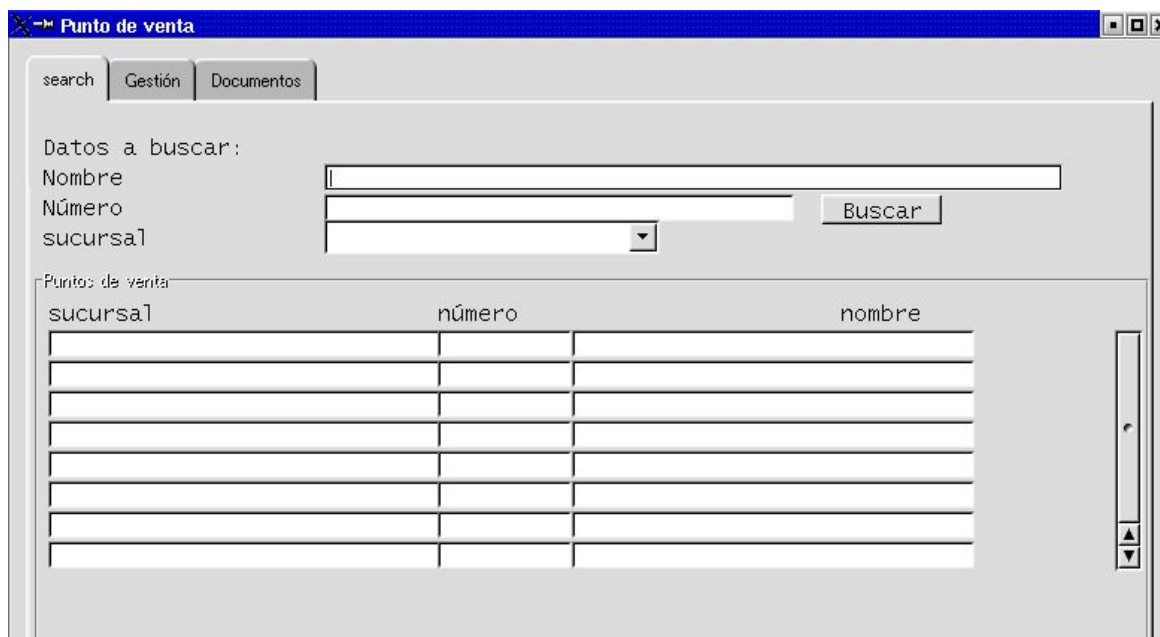 Punto de venta
search Gestión Documentos
Datos a buscar:
Nombre
Número Buscar
sucursal
Puntos de venta
sucursal número nombre